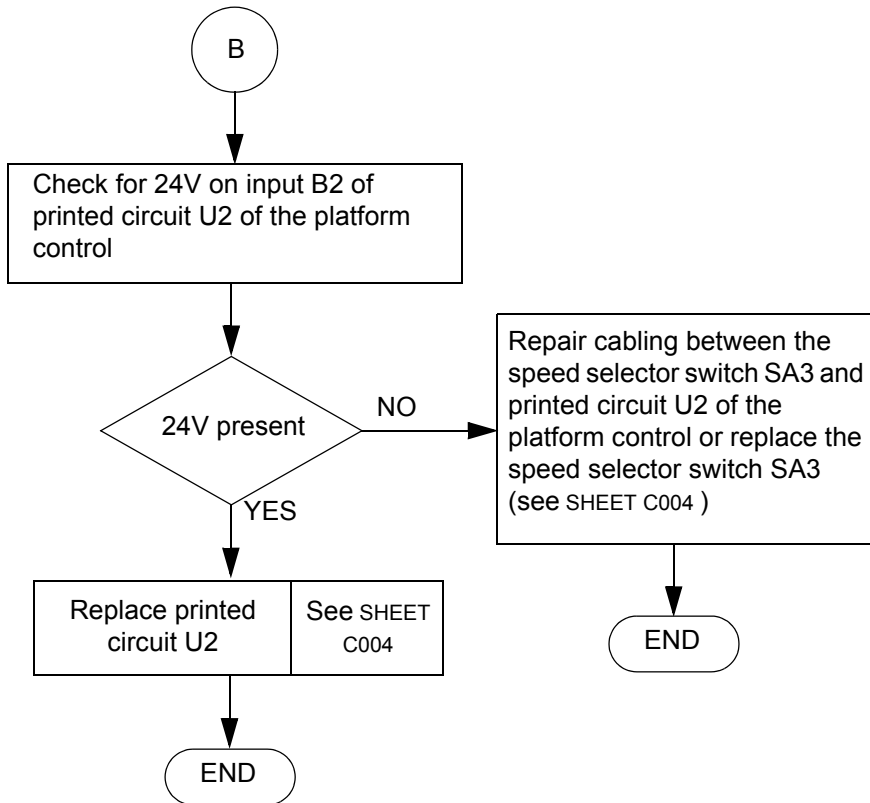 B
Check for 24V on input B2 of
printed circuit U2 of the platform
control
24V present
NO
Repair cabling between the
speed selector switch SA3 and
printed circuit U2 of the
platform control or replace the
speed selector switch SA3
(see SHEET C004 )
YES
Replace printed
circuit U2
See SHEET
C004
END
END